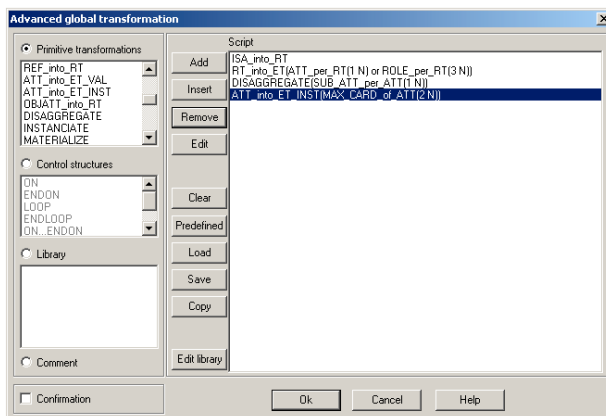 Advanced global transformation
Primitive transformations
REF_into_RT
ATT_into_ET_VAL
ATT_into_ET_INST
OBJATT_into_RT
DISAGGREGATE
INSTANCIATE
MATERIALIZE
Control structures
ON
ENDON
LOOP
ENDLOOP
ON...ENDON
Library
Comment
Confirmation
Add
Insert
Remove
Edit
Clear
Predefined
Load
Save
Copy
Edit library
Script
ISA_into_RT
RT_into_ET(ATT_per_RT(1 N) or ROLE_per_RT(3 N))
DISAGGREGATE(SUB_ATT_per_ATT(1 N))
ATT_into_ET_INST(MAX_CARD_of_ATT(2 N))
Ok
Cancel
Help